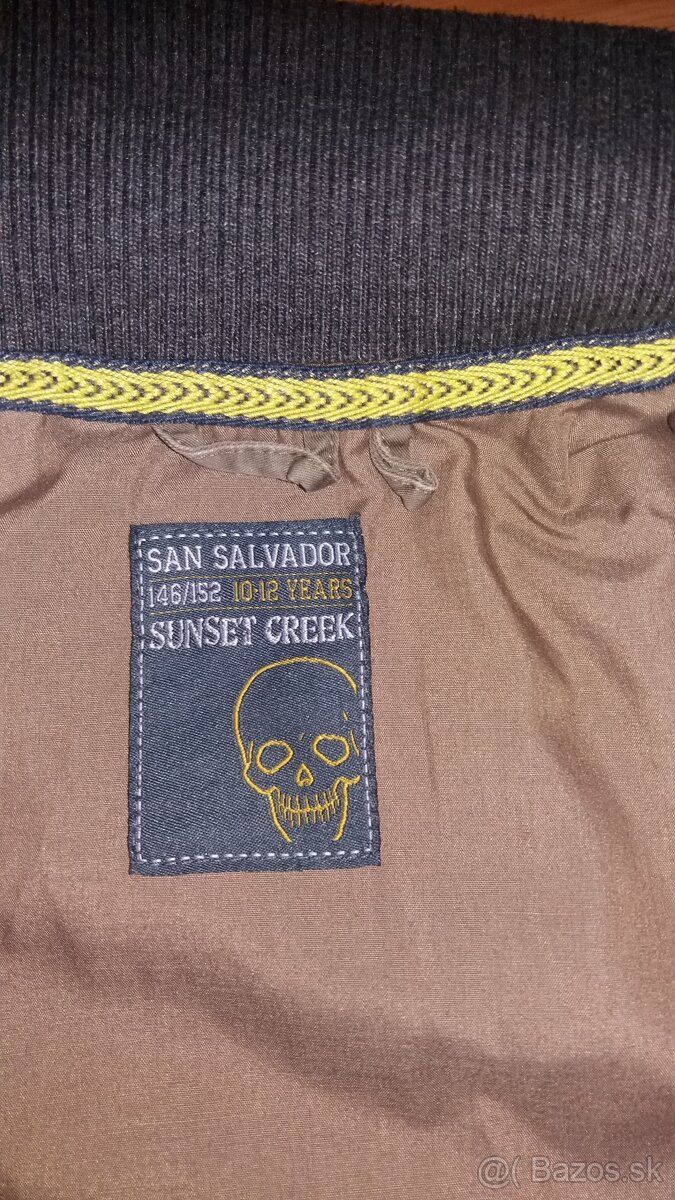 SAN SALVADOR
146/152 10-12 YEARS
SUNSET CREEK
@( Bazos.sk